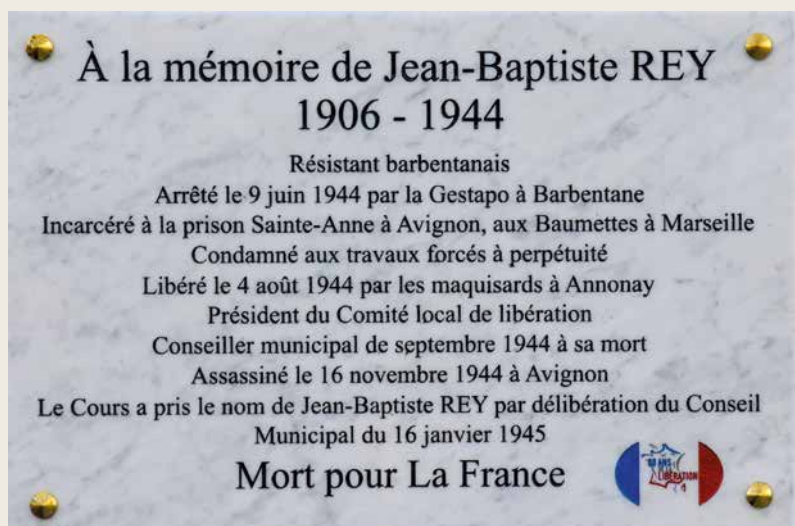 À la mémoire de Jean-Baptiste REY
1906 - 1944
Résistant barbentanais
Arrêté le 9 juin 1944 par la Gestapo à Barbentane
Incarcéré à la prison Sainte-Anne à Avignon, aux Baumettes à Marseille
Condamné aux travaux forcés à perpétuité
Libéré le 4 août 1944 par les maquisards à Annonay
Président du Comité local de libération
Conseiller municipal de septembre 1944 à sa mort
Assassiné le 16 novembre 1944 à Avignon
Le Cours a pris le nom de Jean-Baptiste REY par délibération du Conseil
Municipal du 16 janvier 1945
Mort pour La France
80 ANS
LIBÉRATION